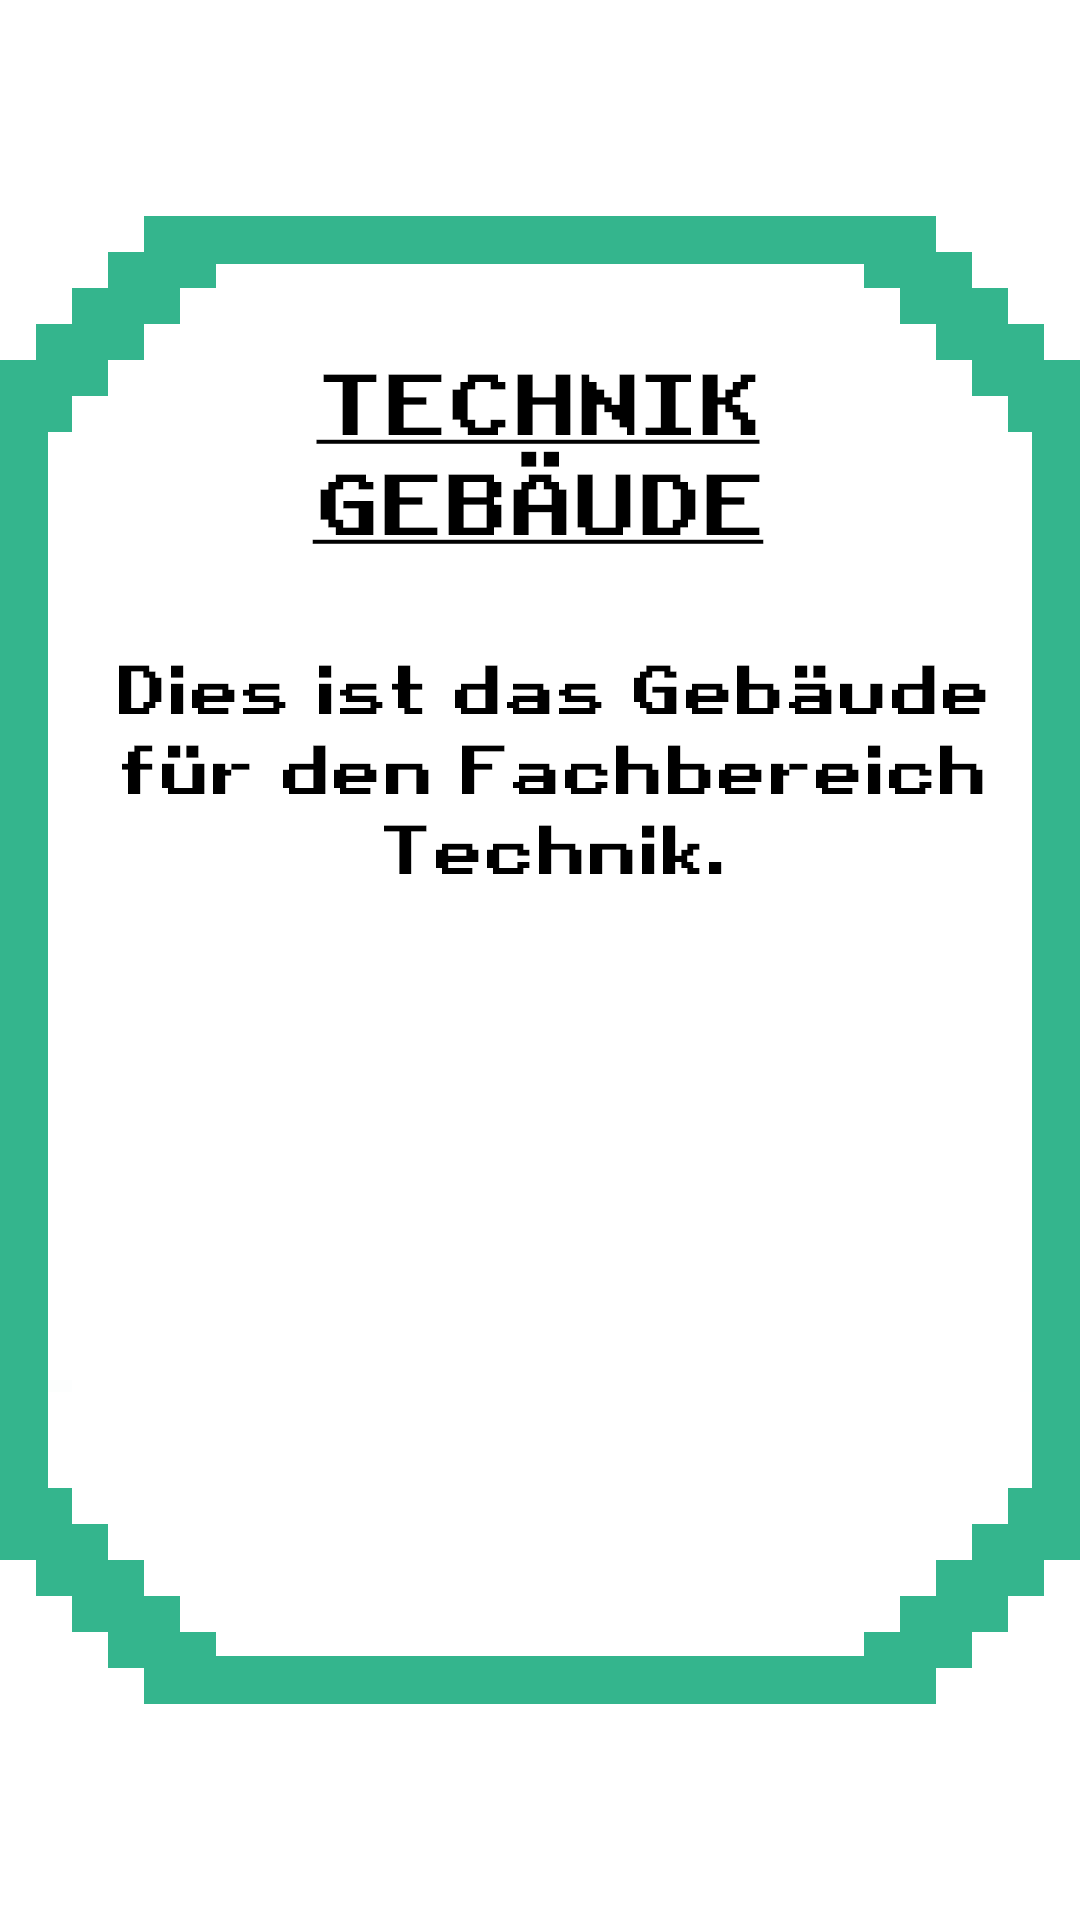 TECHNIK
GEBÄUDE
Dies ist das Gebäude
für den Fachbereich
Technik.